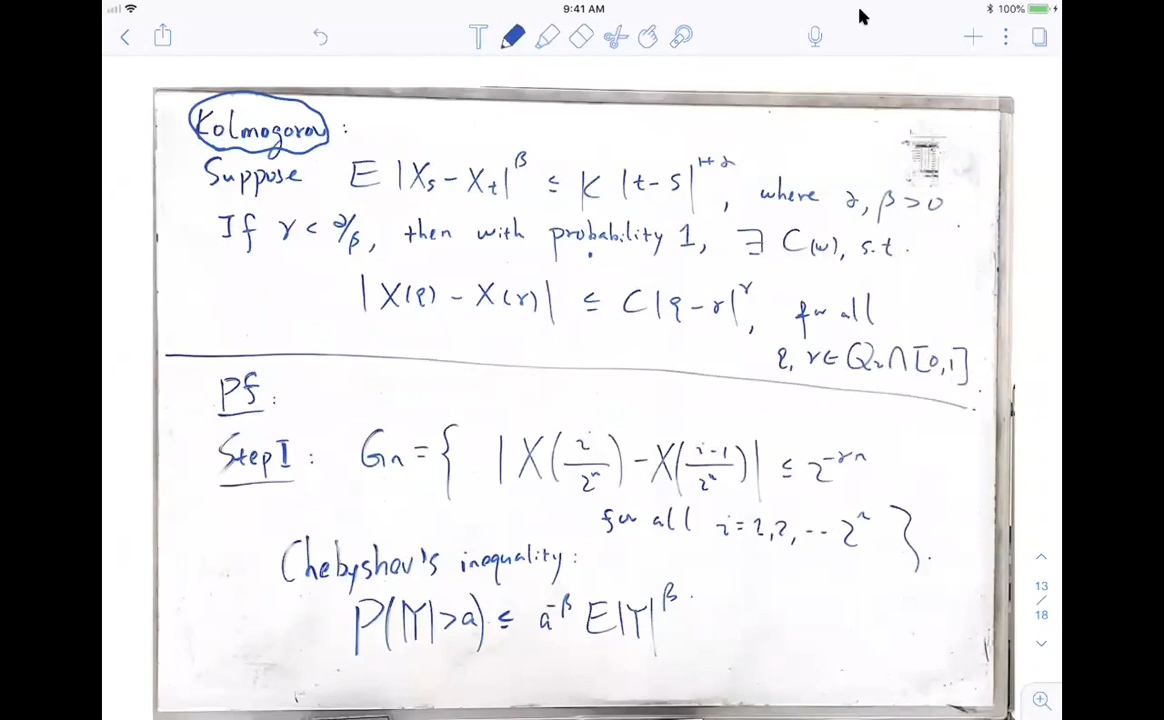 9:41 AM
100%
Kolmogorov :
Suppose E |Xs - Xt|^β ≤ K |t - s|^{1+α}, where α, β > 0
If γ < α/β, then with probability 1, ∃ C(ω), s.t.
|X(q) - X(r)| ≤ C |q - r|^γ, for all
q, r ∈ Q₂ ∩ [0,1]
Pf :
Step I : Gn = { |X(i/2^n) - X((i-1)/2^n)| ≤ 2^{-γn}
for all i = 1, 2, ... 2^n }.
Chebyshov's inequality :
P(|Y| > a) ≤ a^{-β} E|Y|^β.
13
/
18